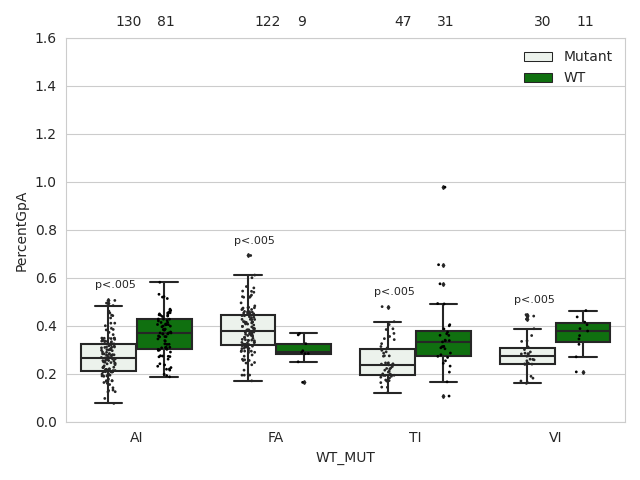 130 81 122 9 47 31 30 11
1.6
Mutant
WT
1.4
1.2
1.0
0.8
0.6
0.4
0.2
0.0
PercentGpA
p<.005
p<.005
p<.005
p<.005
AI FA TI VI
WT_MUT